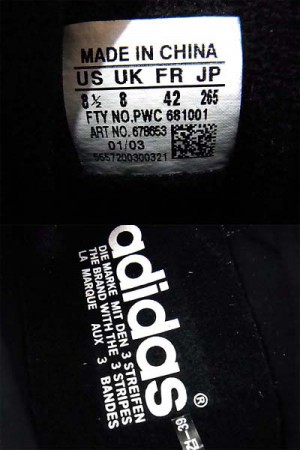 MADE IN CHINA
US UK FR JP
8½ 8 42 265
FTY NO.PWC 681001
ART NO.678653
01/03
5657200300321
adidas®
DIE MARKE MIT DEN 3 STREIFEN
THE BRAND WITH THE 3 STRIPES
LA MARQUE AUX 3 BANDES